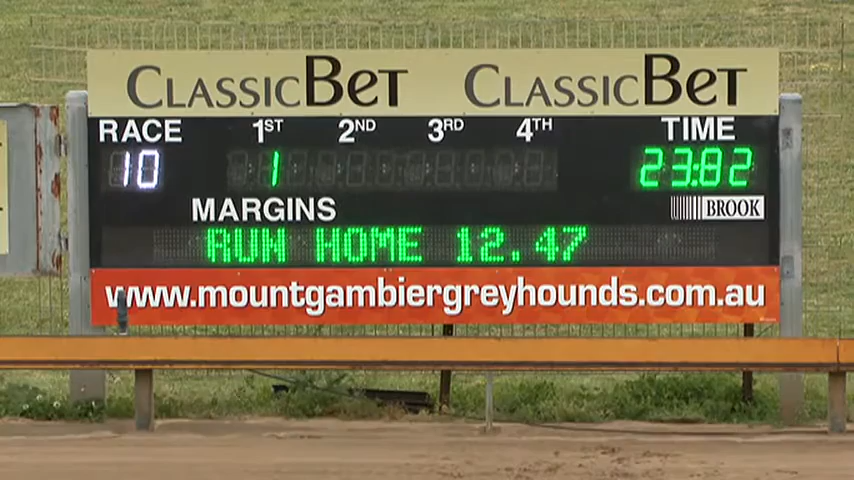 CLASSICBET CLASSICBET
RACE 1ST 2ND 3RD 4TH TIME
10 1 23:82
MARGINS BROOK
RUN HOME 12.47
www.mountgambiergreyhounds.com.au